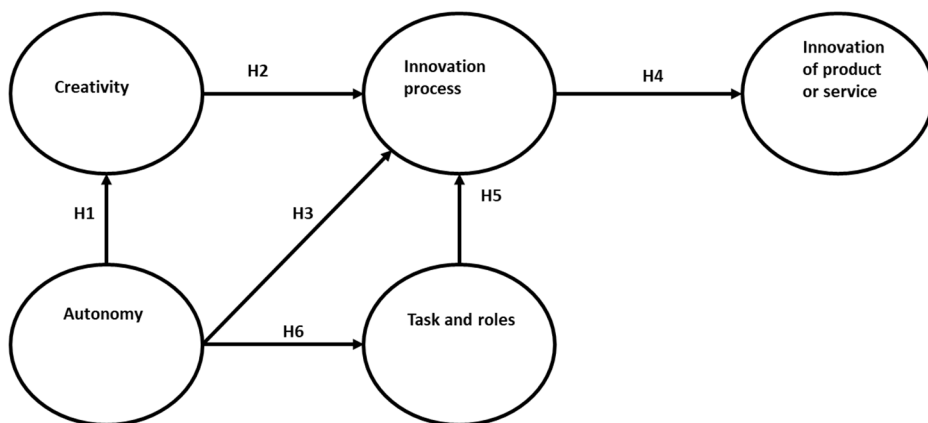 Creativity
H2
Innovation
process
H4
Innovation
of product
or service
H1
H3
H5
Autonomy
H6
Task and roles